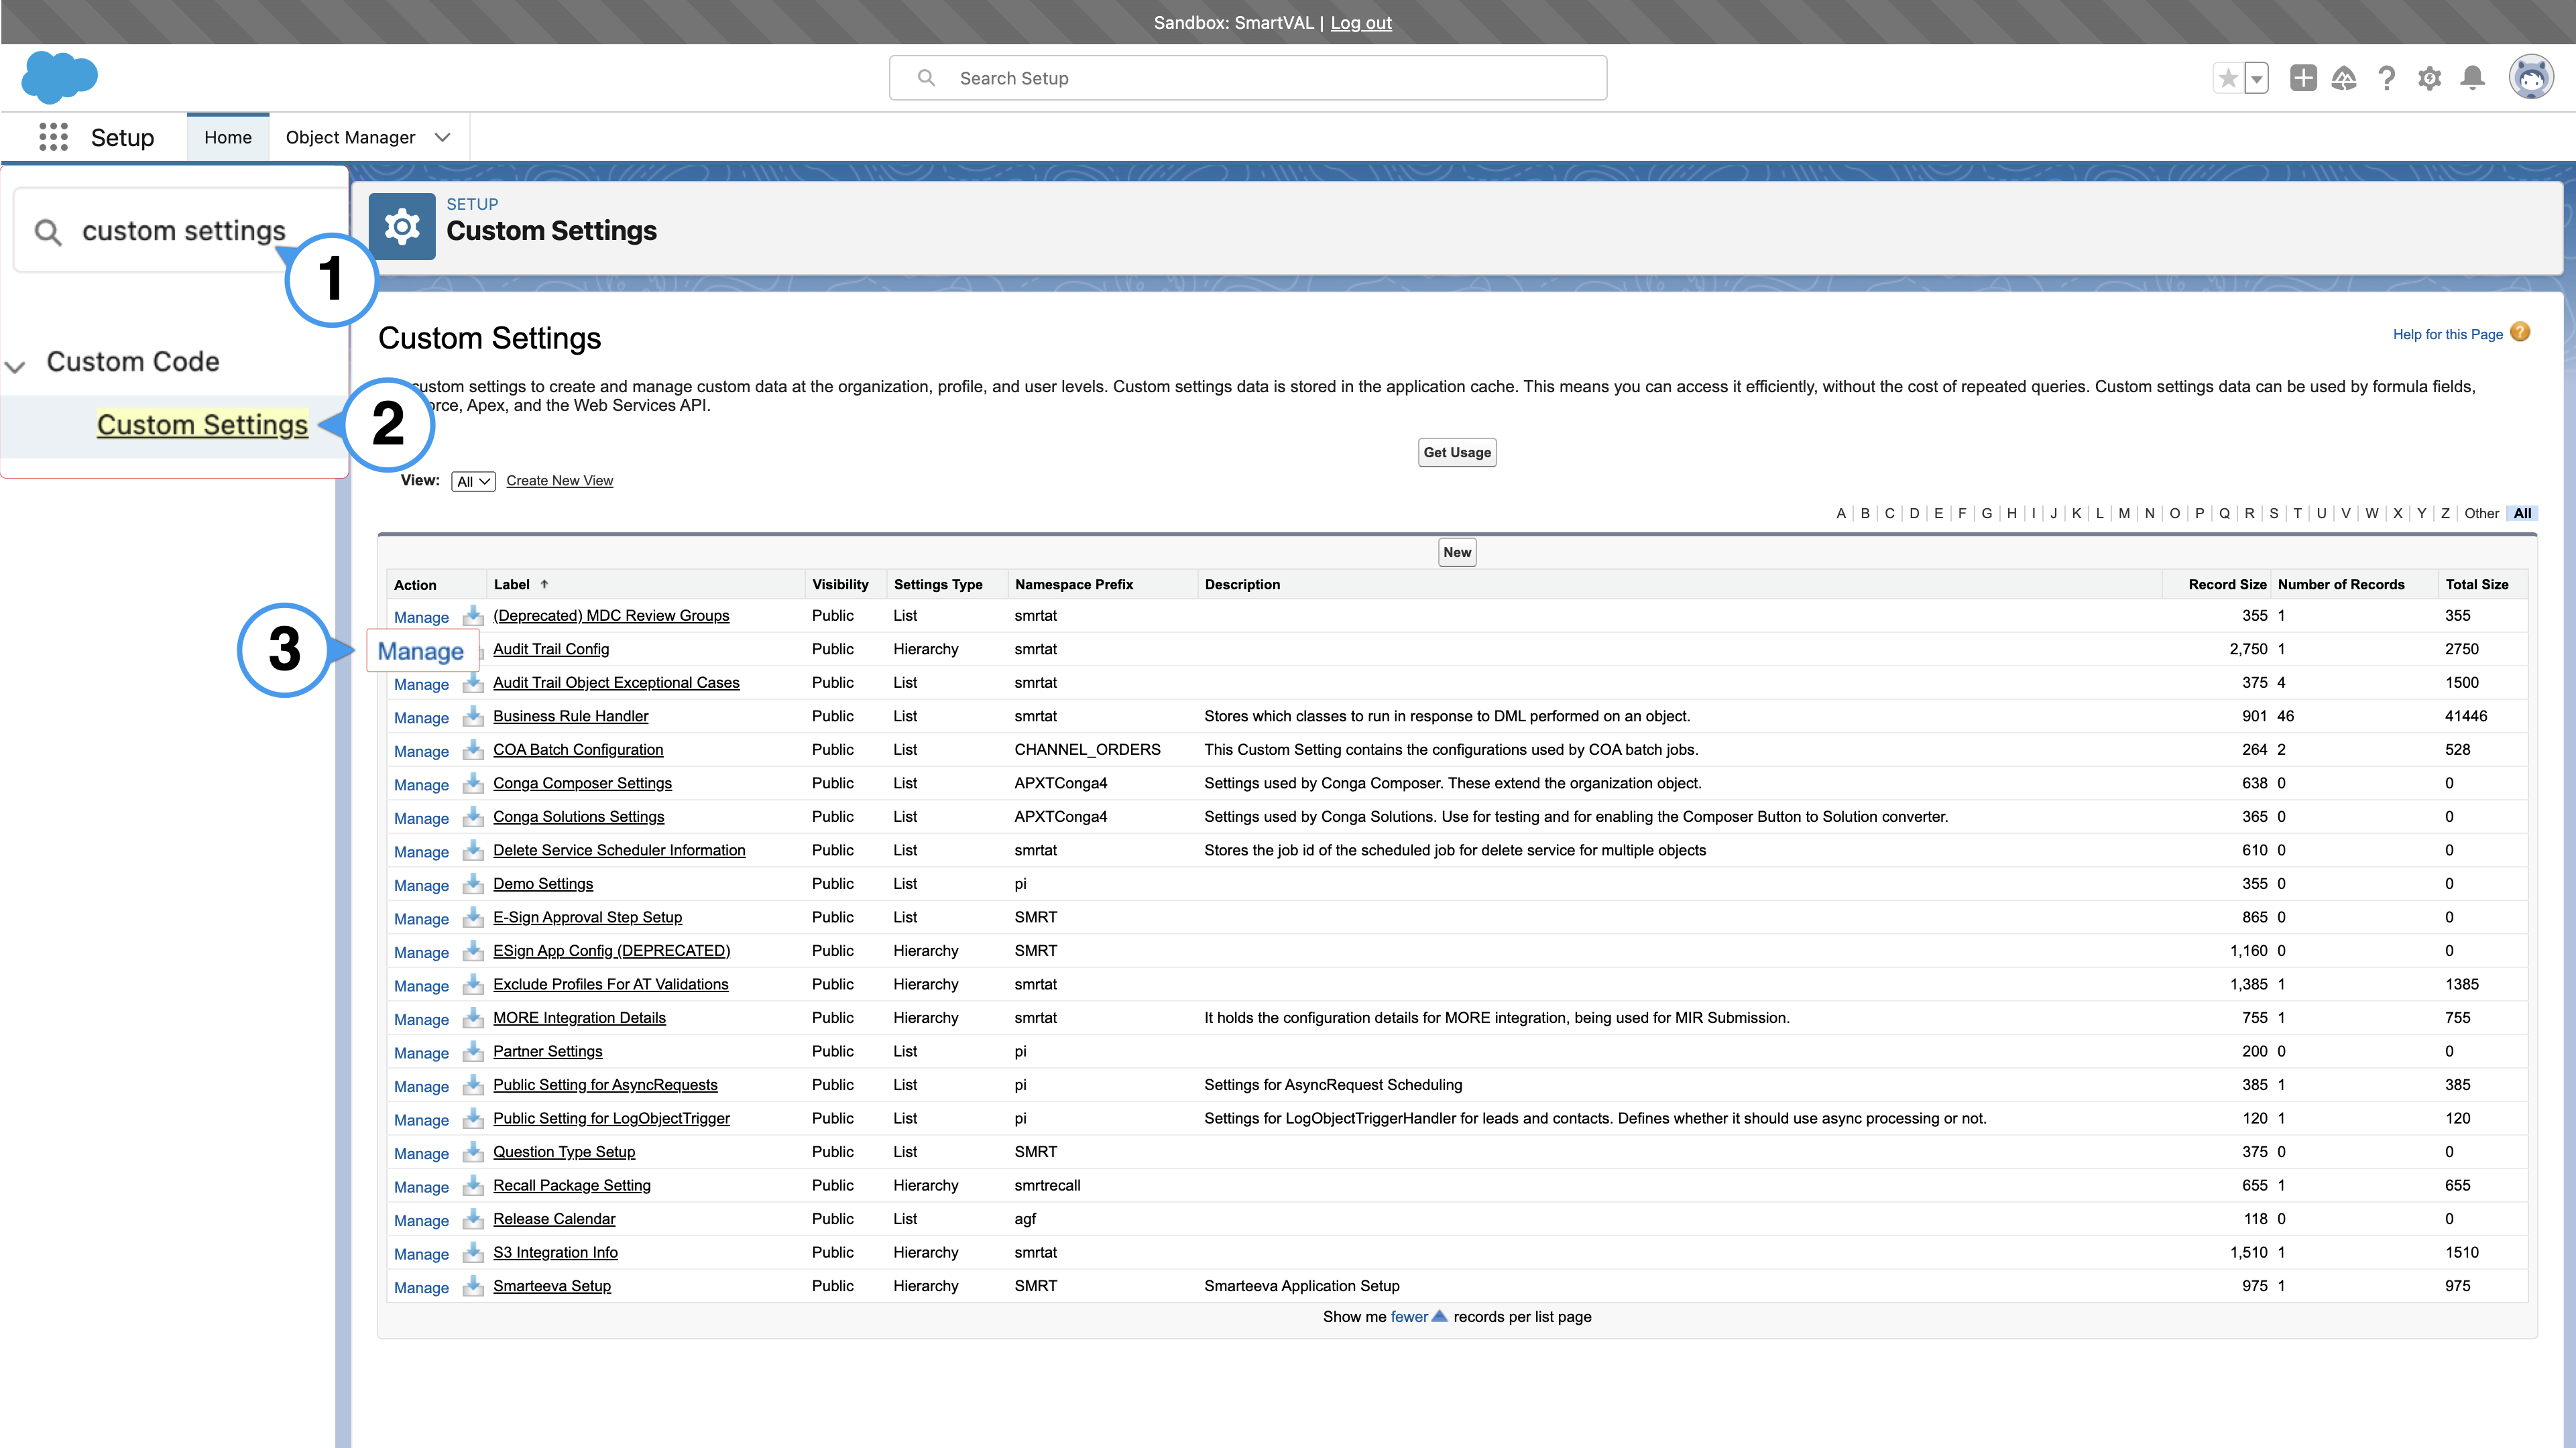 Sandbox: SmartVAL | Log out
Search Setup
Setup Home Object Manager
custom settings
1
SETUP
Custom Settings
Custom Code
Custom Settings
2
Custom Settings
Help for this Page ?
custom settings to create and manage custom data at the organization, profile, and user levels. Custom settings data is stored in the application cache. This means you can access it efficiently, without the cost of repeated queries. Custom settings data can be used by formula fields,
orce, Apex, and the Web Services API.
Get Usage
View: All Create New View
A | B | C | D | E | F | G | H | I | J | K | L | M | N | O | P | Q | R | S | T | U | V | W | X | Y | Z | Other All
New
Action Label ↑ Visibility Settings Type Namespace Prefix Description Record Size Number of Records Total Size
Manage (Deprecated) MDC Review Groups Public List smrtat 355 1 355
3
Manage Audit Trail Config Public Hierarchy smrtat 2,750 1 2750
Manage Audit Trail Object Exceptional Cases Public List smrtat 375 4 1500
Manage Business Rule Handler Public List smrtat Stores which classes to run in response to DML performed on an object. 901 46 41446
Manage COA Batch Configuration Public List CHANNEL_ORDERS This Custom Setting contains the configurations used by COA batch jobs. 264 2 528
Manage Conga Composer Settings Public List APXTConga4 Settings used by Conga Composer. These extend the organization object. 638 0 0
Manage Conga Solutions Settings Public List APXTConga4 Settings used by Conga Solutions. Use for testing and for enabling the Composer Button to Solution converter. 365 0 0
Manage Delete Service Scheduler Information Public List smrtat Stores the job id of the scheduled job for delete service for multiple objects 610 0 0
Manage Demo Settings Public List pi 355 0 0
Manage E-Sign Approval Step Setup Public List SMRT 865 0 0
Manage ESign App Config (DEPRECATED) Public Hierarchy SMRT 1,160 0 0
Manage Exclude Profiles For AT Validations Public Hierarchy smrtat 1,385 1 1385
Manage MORE Integration Details Public Hierarchy smrtat It holds the configuration details for MORE integration, being used for MIR Submission. 755 1 755
Manage Partner Settings Public List pi 200 0 0
Manage Public Setting for AsyncRequests Public List pi Settings for AsyncRequest Scheduling 385 1 385
Manage Public Setting for LogObjectTrigger Public List pi Settings for LogObjectTriggerHandler for leads and contacts. Defines whether it should use async processing or not. 120 1 120
Manage Question Type Setup Public List SMRT 375 0 0
Manage Recall Package Setting Public Hierarchy smrtrecall 655 1 655
Manage Release Calendar Public List agf 118 0 0
Manage S3 Integration Info Public Hierarchy smrtat 1,510 1 1510
Manage Smarteeva Setup Public Hierarchy SMRT Smarteeva Application Setup 975 1 975
Show me fewer records per list page